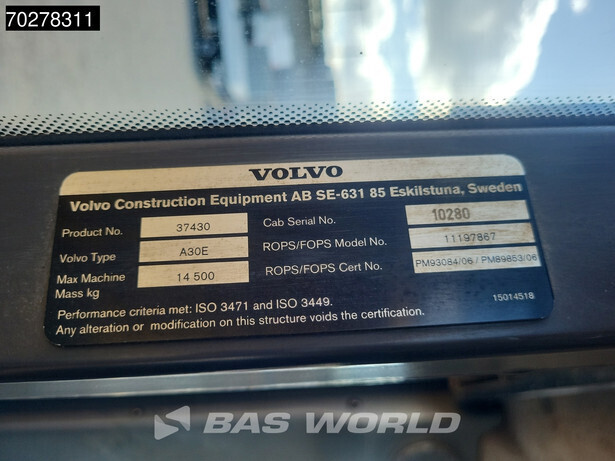 70278311
VOLVO
Volvo Construction Equipment AB SE-631 85 Eskilstuna, Sweden
Product No. 37430 Cab Serial No. 10280
Volvo Type A30E ROPS/FOPS Model No. 11197867
Max Machine Mass kg 14 500 ROPS/FOPS Cert No. PM93084/06 / PM89853/06
15014518
Performance criteria met: ISO 3471 and ISO 3449.
Any alteration or modification on this structure voids the certification.
BAS WORLD